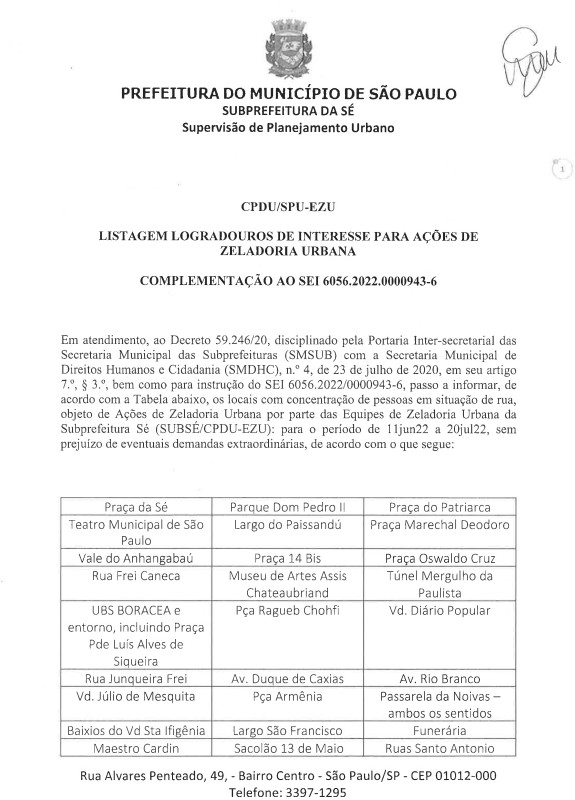 PREFEITURA DO MUNICÍPIO DE SÃO PAULO
SUBPREFEITURA DA SÉ
Supervisão de Planejamento Urbano
1
CPDU/SPU-EZU
LISTAGEM LOGRADOUROS DE INTERESSE PARA AÇÕES DE
ZELADORIA URBANA
COMPLEMENTAÇÃO AO SEI 6056.2022.0000943-6
Em atendimento, ao Decreto 59.246/20, disciplinado pela Portaria Inter-secretarial das
Secretaria Municipal das Subprefeituras (SMSUB) com a Secretaria Municipal de
Direitos Humanos e Cidadania (SMDHC), n.º 4, de 23 de julho de 2020, em seu artigo
7.º, § 3.º, bem como para instrução do SEI 6056.2022/0000943-6, passo a informar, de
acordo com a Tabela abaixo, os locais com concentração de pessoas em situação de rua,
objeto de Ações de Zeladoria Urbana por parte das Equipes de Zeladoria Urbana da
Subprefeitura Sé (SUBSÉ/CPDU-EZU): para o período de 11jun22 a 20jul22, sem
prejuízo de eventuais demandas extraordinárias, de acordo com o que segue:
Praça da Sé Parque Dom Pedro II Praça do Patriarca
Teatro Municipal de São Largo do Paissandú Praça Marechal Deodoro
Paulo
Vale do Anhangabaú Praça 14 Bis Praça Oswaldo Cruz
Rua Frei Caneca Museu de Artes Assis Túnel Mergulho da
Chateaubriand Paulista
UBS BORACEA e Pça Ragueb Chohfi Vd. Diário Popular
entorno, incluindo Praça
Pde Luís Alves de
Siqueira
Rua Junqueira Frei Av. Duque de Caxias Av. Rio Branco
Vd. Júlio de Mesquita Pça Armênia Passarela da Noivas –
ambos os sentidos
Baixios do Vd Sta Ifigênia Largo São Francisco Funerária
Maestro Cardin Sacolão 13 de Maio Ruas Santo Antonio
Rua Alvares Penteado, 49, - Bairro Centro - São Paulo/SP - CEP 01012-000
Telefone: 3397-1295